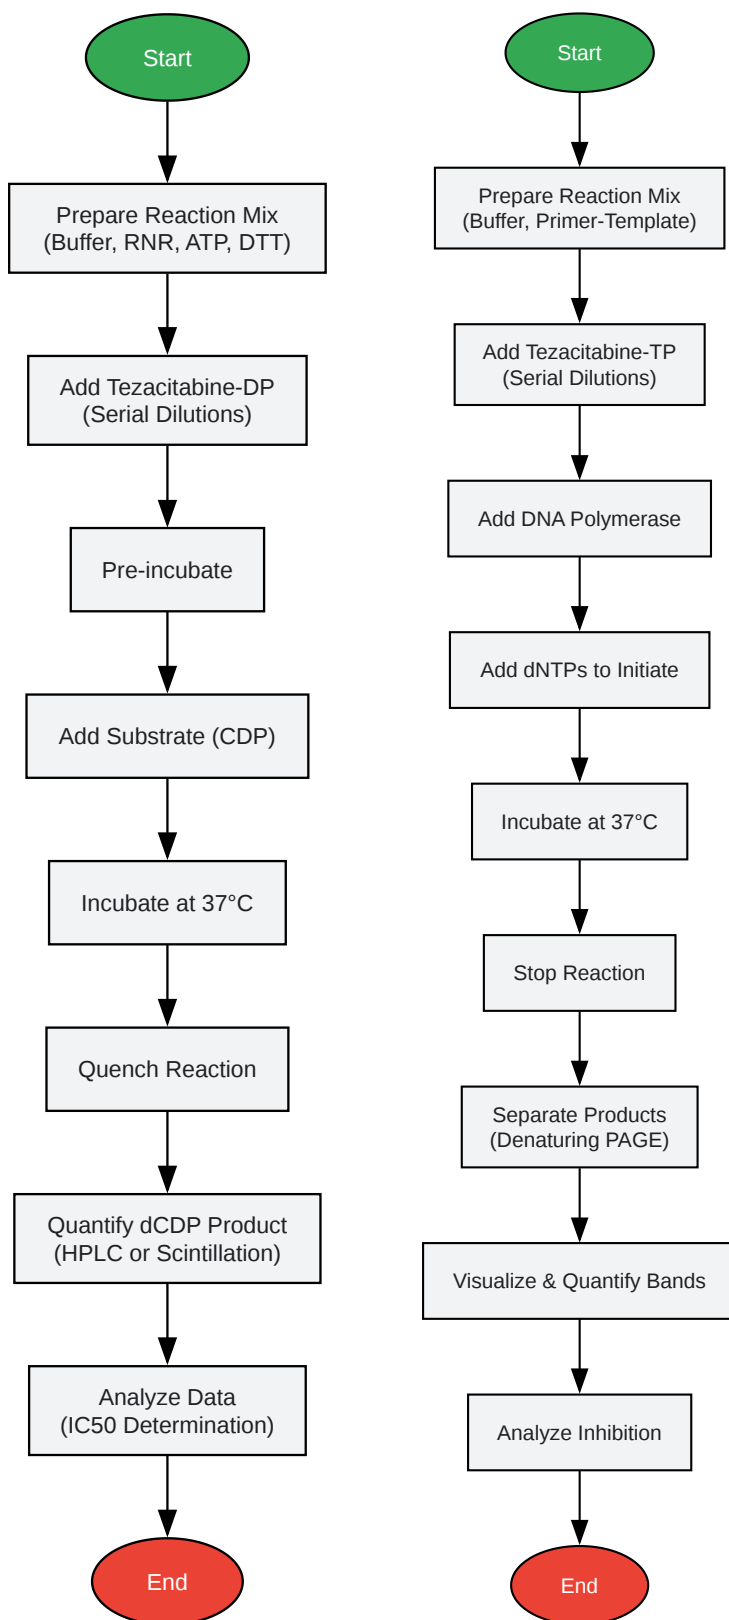 Start
Prepare Reaction Mix
(Buffer, RNR, ATP, DTT)
Add Tezacitabine-DP
(Serial Dilutions)
Pre-incubate
Add Substrate (CDP)
Incubate at 37°C
Quench Reaction
Quantify dCDP Product
(HPLC or Scintillation)
Analyze Data
(IC50 Determination)
End
Start
Prepare Reaction Mix
(Buffer, Primer-Template)
Add Tezacitabine-TP
(Serial Dilutions)
Add DNA Polymerase
Add dNTPs to Initiate
Incubate at 37°C
Stop Reaction
Separate Products
(Denaturing PAGE)
Visualize & Quantify Bands
Analyze Inhibition
End